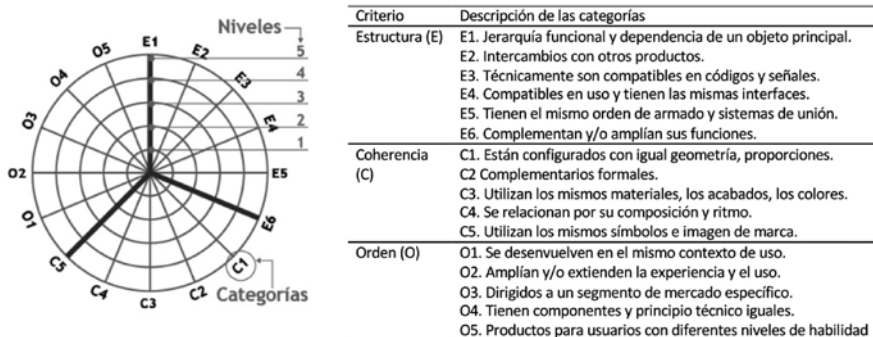 Niveles
5
4
3
2
1
E1
E2
E3
E4
E5
E6
C1
C2
C3
C4
C5
O1
O2
O3
O4
O5
Categorías
Criterio Descripción de las categorías
Estructura (E) E1. Jerarquía funcional y dependencia de un objeto principal.
E2. Intercambios con otros productos.
E3. Técnicamente son compatibles en códigos y señales.
E4. Compatibles en uso y tienen las mismas interfaces.
E5. Tienen el mismo orden de armado y sistemas de unión.
E6. Complementan y/o amplían sus funciones.
Coherencia C1. Están configurados con igual geometría, proporciones.
(C) C2 Complementarios formales.
C3. Utilizan los mismos materiales, los acabados, los colores.
C4. Se relacionan por su composición y ritmo.
C5. Utilizan los mismos símbolos e imagen de marca.
Orden (O) O1. Se desenvuelven en el mismo contexto de uso.
O2. Amplían y/o extienden la experiencia y el uso.
O3. Dirigidos a un segmento de mercado específico.
O4. Tienen componentes y principio técnico iguales.
O5. Productos para usuarios con diferentes niveles de habilidad